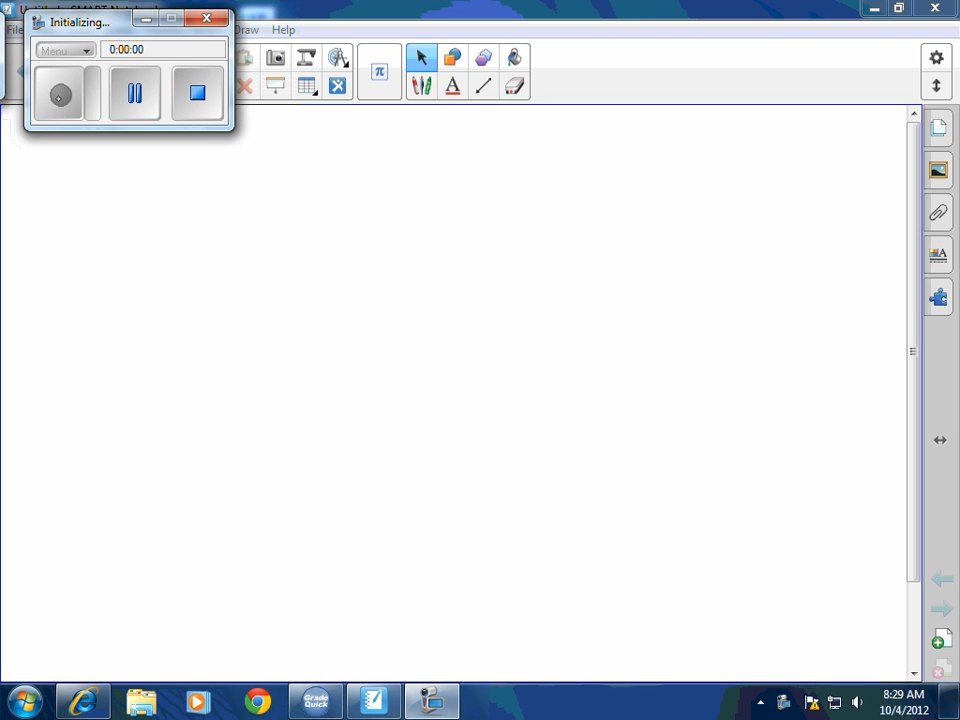 Initializing...
File
Draw
Help
Menu
0:00:00
π
A
A
Grade
Quick
8:29 AM
10/4/2012